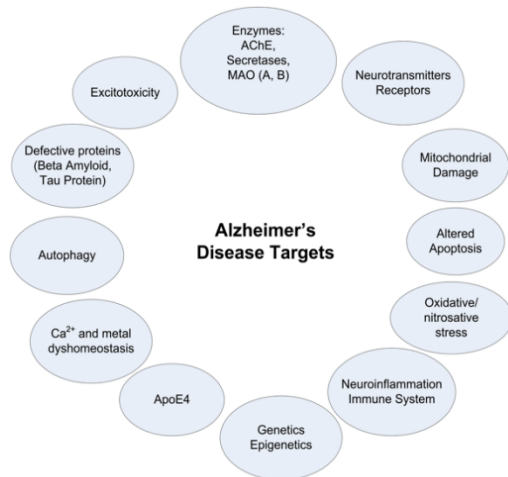 Enzymes:
AChE,
Secretases,
MAO (A, B)
Neurotransmitters
Receptors
Mitochondrial
Damage
Altered
Apoptosis
Oxidative/
nitrosative
stress
Neuroinflammation
Immune System
Genetics
Epigenetics
ApoE4
Ca²⁺ and metal
dyshomeostasis
Autophagy
Defective proteins
(Beta Amyloid,
Tau Protein)
Excitotoxicity
Alzheimer's
Disease Targets